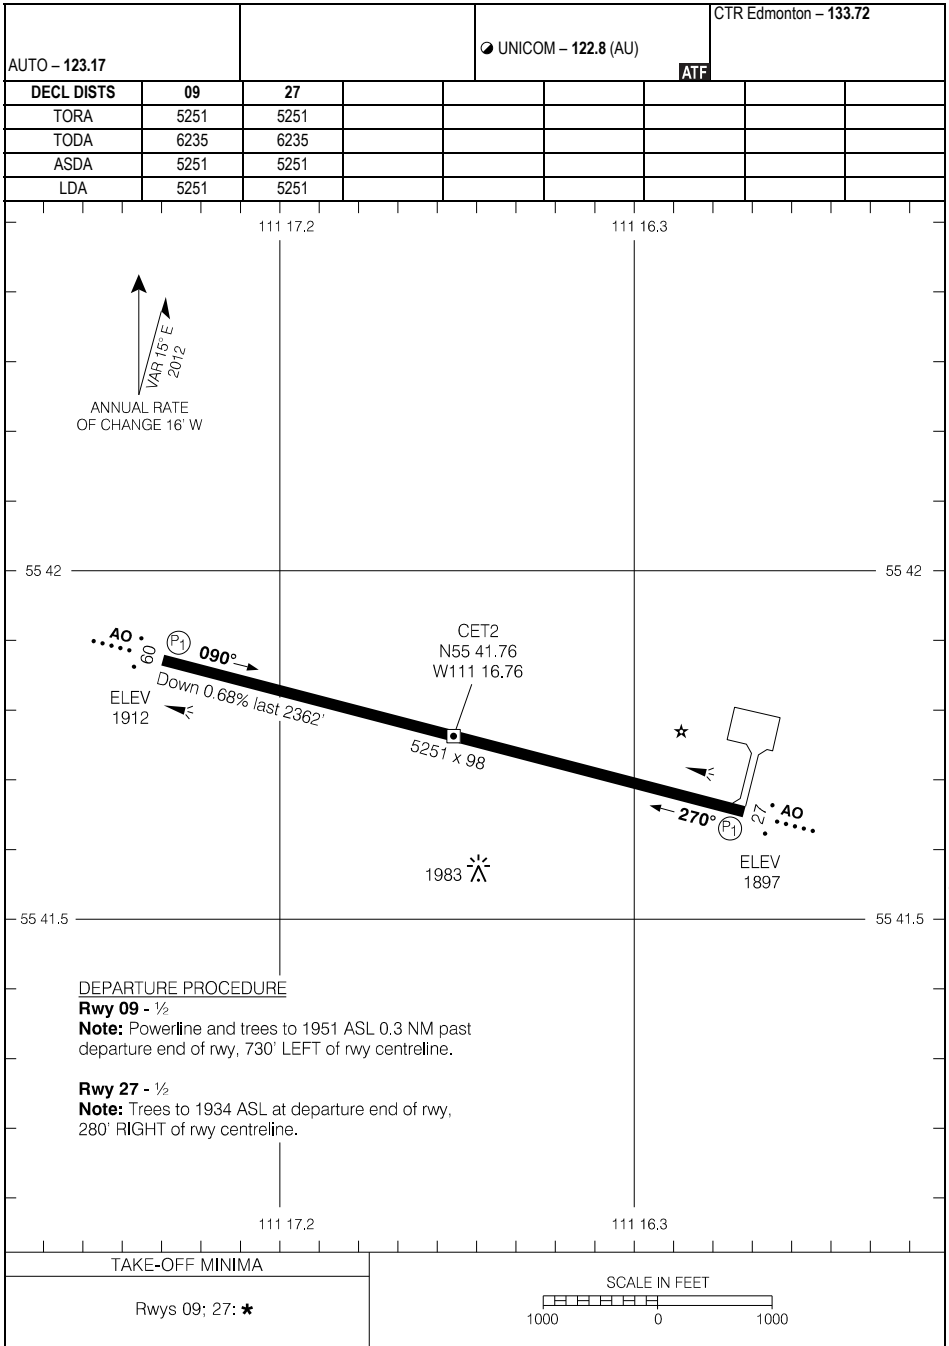 CTR Edmonton – 133.72
UNICOM – 122.8 (AU)
AUTO – 123.17
ATF
DECL DISTS 09 27
TORA 5251 5251
TODA 6235 6235
ASDA 5251 5251
LDA 5251 5251
111 17.2 111 16.3
VAR 15° E
2012
ANNUAL RATE
OF CHANGE 16' W
55 42 55 42
CET2
N55 41.76
W111 16.76
AO
09
P1
090°
Down 0.68% last 2362'
ELEV
1912
5251 x 98
270°
P1
27
AO
ELEV
1897
1983
55 41.5 55 41.5
DEPARTURE PROCEDURE
Rwy 09 - ½
Note: Powerline and trees to 1951 ASL 0.3 NM past
departure end of rwy, 730' LEFT of rwy centreline.
Rwy 27 - ½
Note: Trees to 1934 ASL at departure end of rwy,
280' RIGHT of rwy centreline.
111 17.2 111 16.3
TAKE-OFF MINIMA
Rwys 09; 27: *
SCALE IN FEET
1000 0 1000